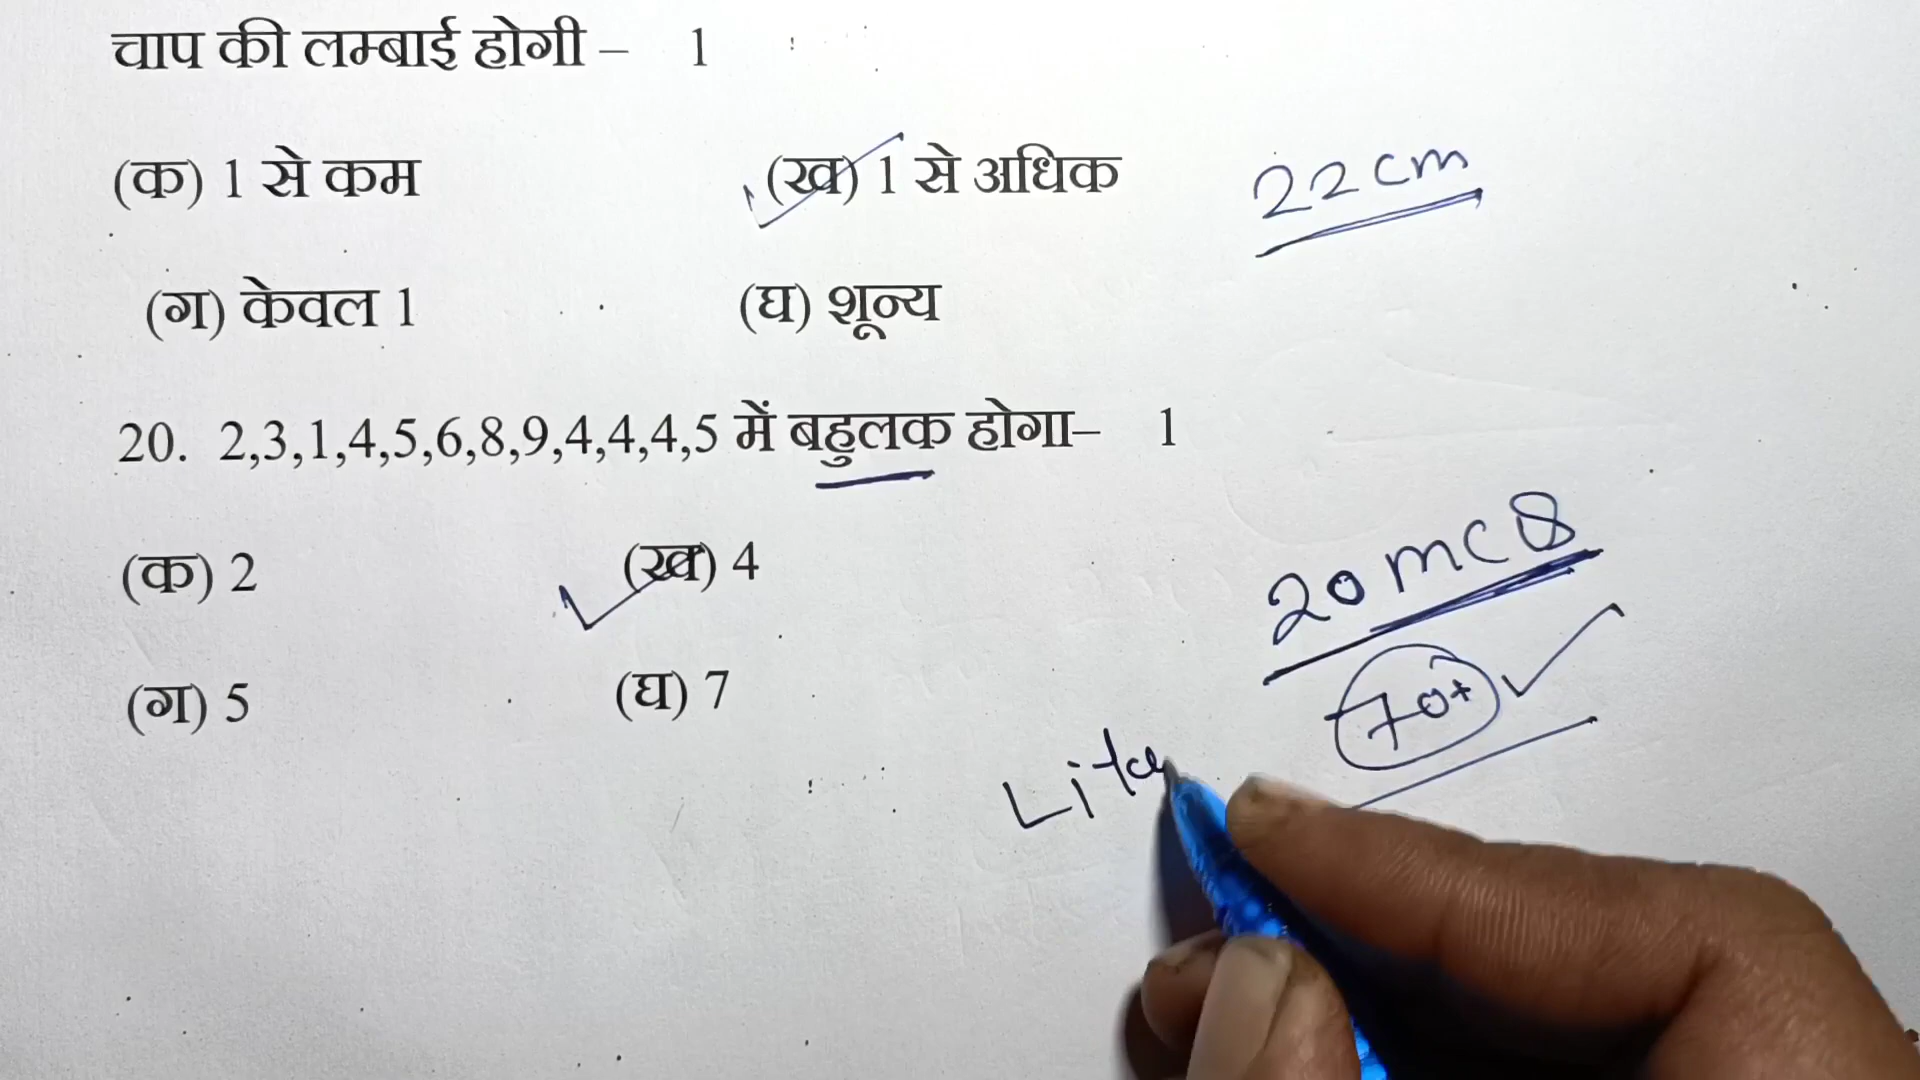 चाप की लम्बाई होगी – 1
(क) 1 से कम (ख) 1 से अधिक 22 cm
(ग) केवल 1 (घ) शून्य
20. 2,3,1,4,5,6,8,9,4,4,4,5 में बहुलक होगा– 1
(क) 2 (ख) 4
20 MCQ
(ग) 5 (घ) 7
70+